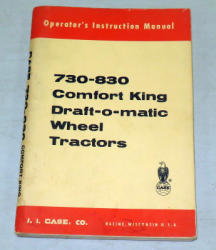 Operator's Instruction Manual
730-830
Comfort King
Draft-o-matic
Wheel
Tractors
CASE
J. I. CASE. CO.
RACINE, WISCONSIN U.S.A.